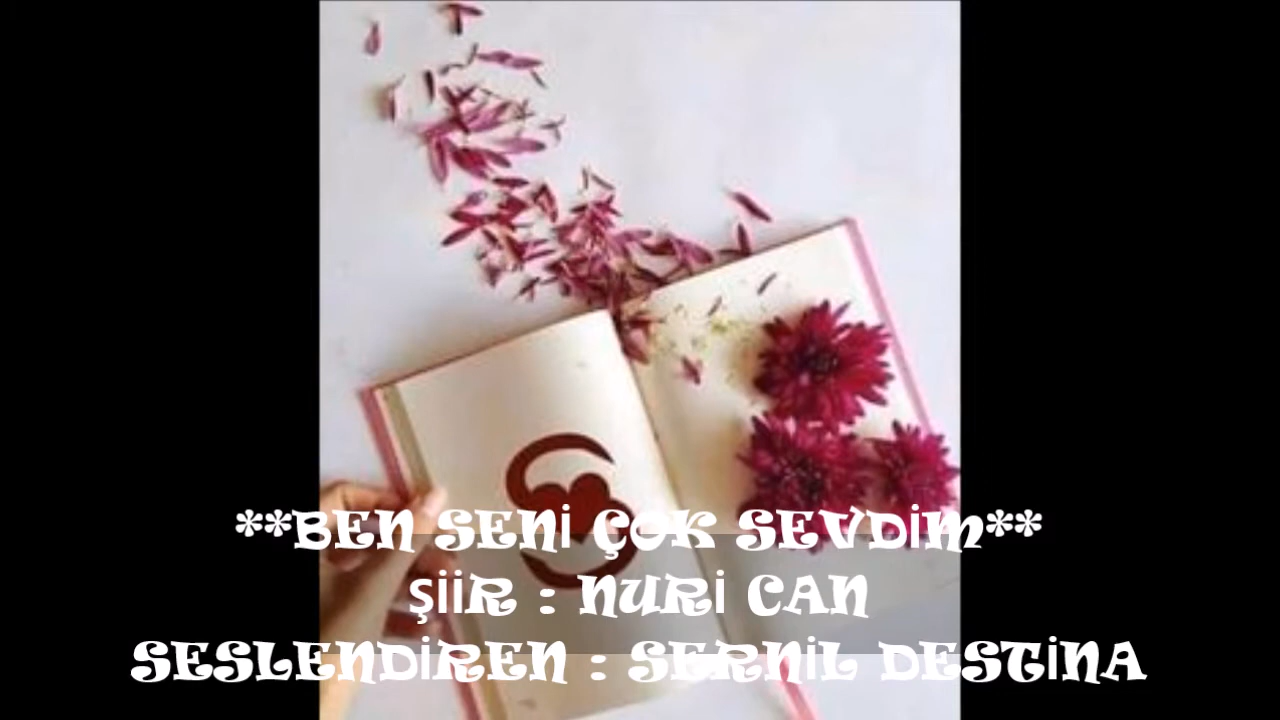 **BEN SENİ ÇOK SEVDİM**
ŞİİR : NURİ CAN
SESLENDİREN : SERNİL DESTİNA